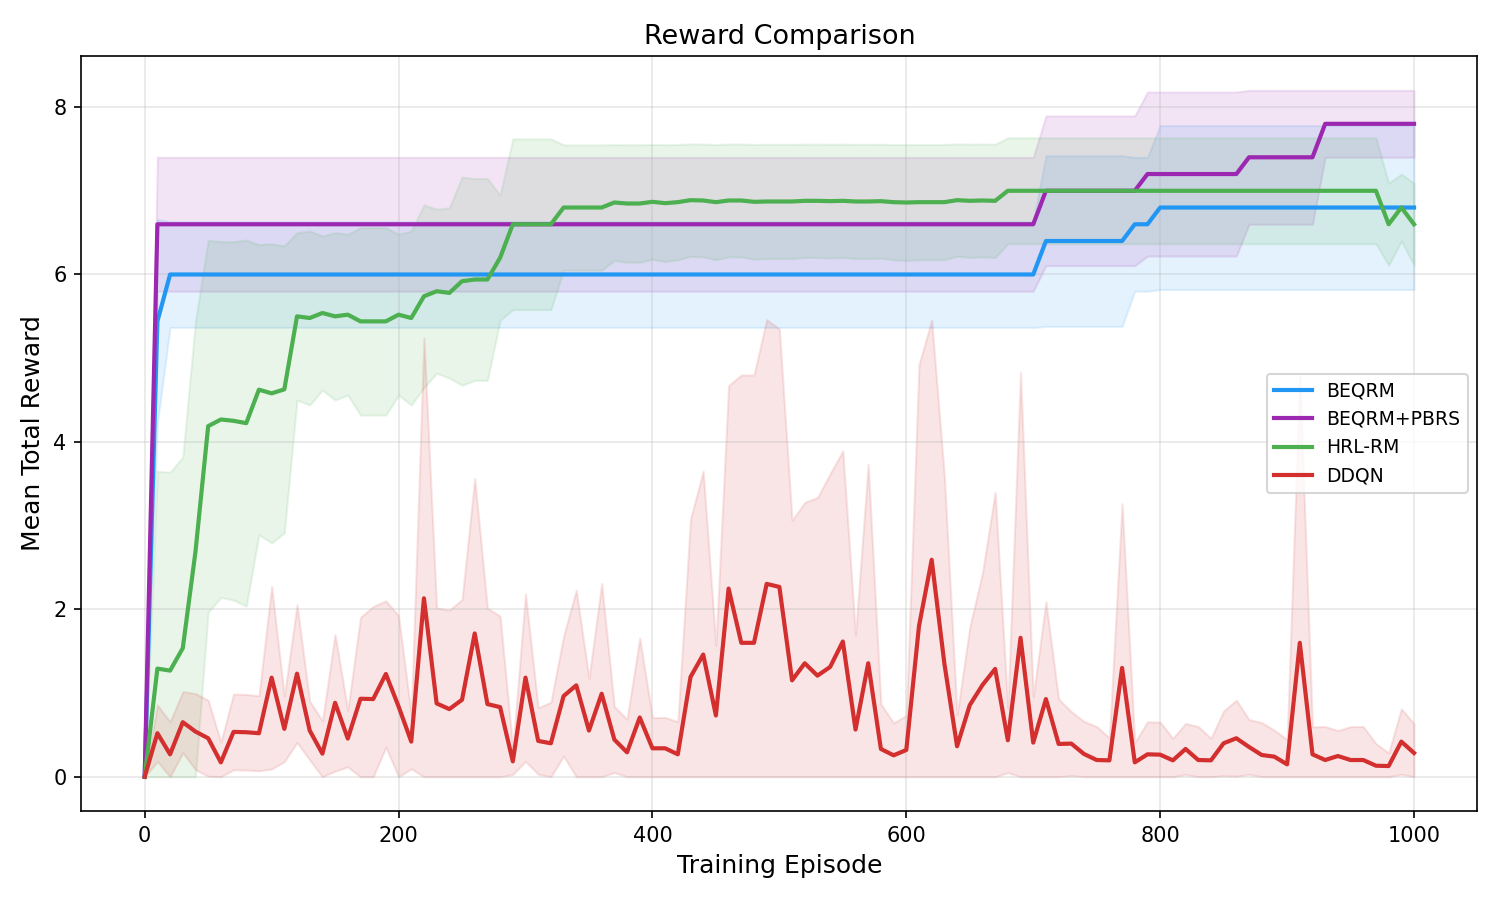 Reward Comparison
Mean Total Reward
8
6
4
2
0
BEQRM
BEQRM+PBRS
HRL-RM
DDQN
0 200 400 600 800 1000
Training Episode